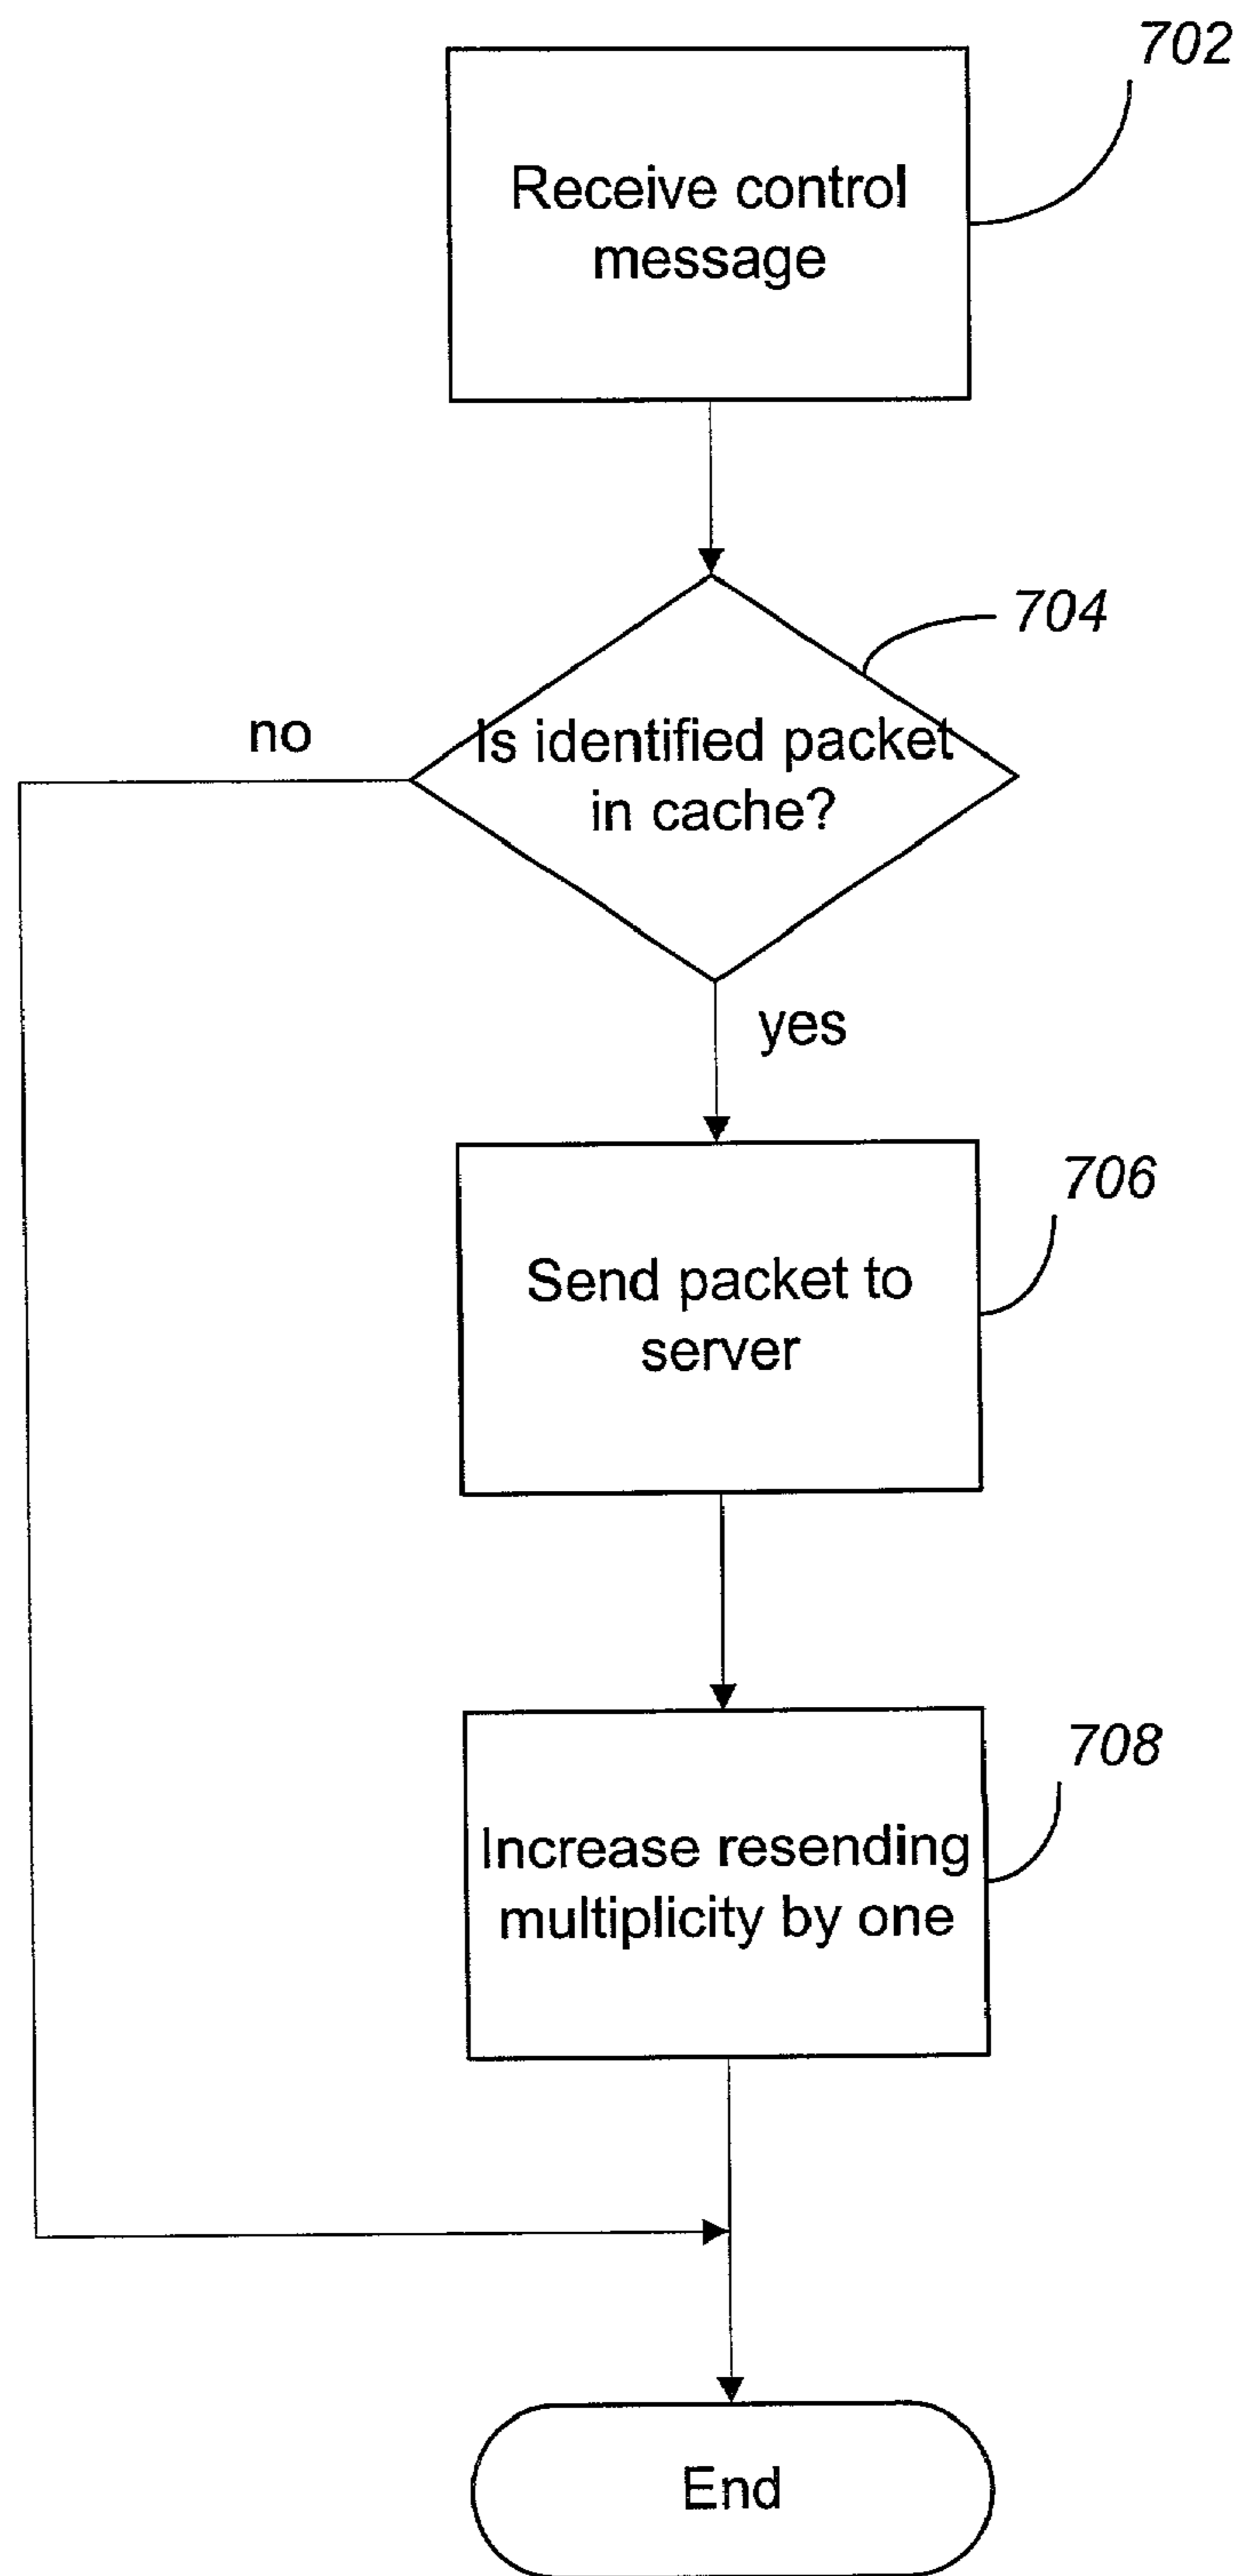 702
Receive control
message
704
no
Is identified packet
in cache?
yes
706
Send packet to
server
708
Increase resending
multiplicity by one
End